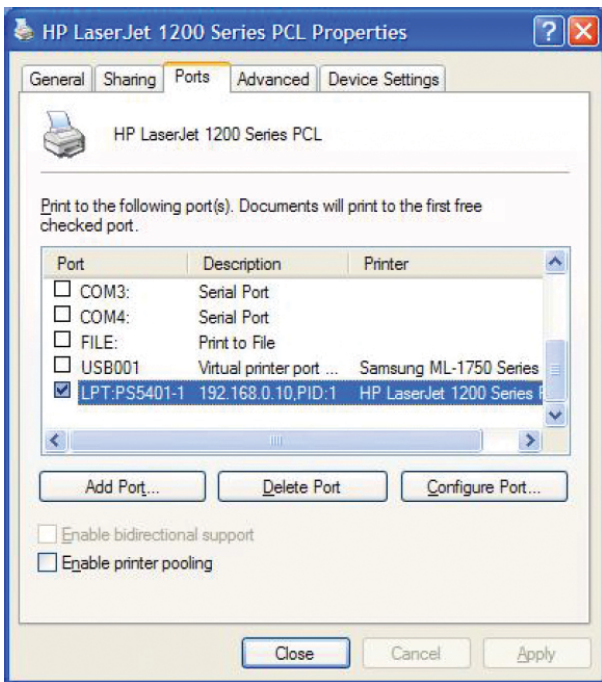 HP LaserJet 1200 Series PCL Properties
General Sharing Ports Advanced Device Settings
HP LaserJet 1200 Series PCL
Print to the following port(s). Documents will print to the first free
checked port.
Port Description Printer
COM3: Serial Port
COM4: Serial Port
FILE: Print to File
USB001 Virtual printer port ... Samsung ML-1750 Series
LPT:PS5401-1 192.168.0.10,PID:1 HP LaserJet 1200 Series
Add Port... Delete Port Configure Port...
Enable bidirectional support
Enable printer pooling
Close Cancel Apply